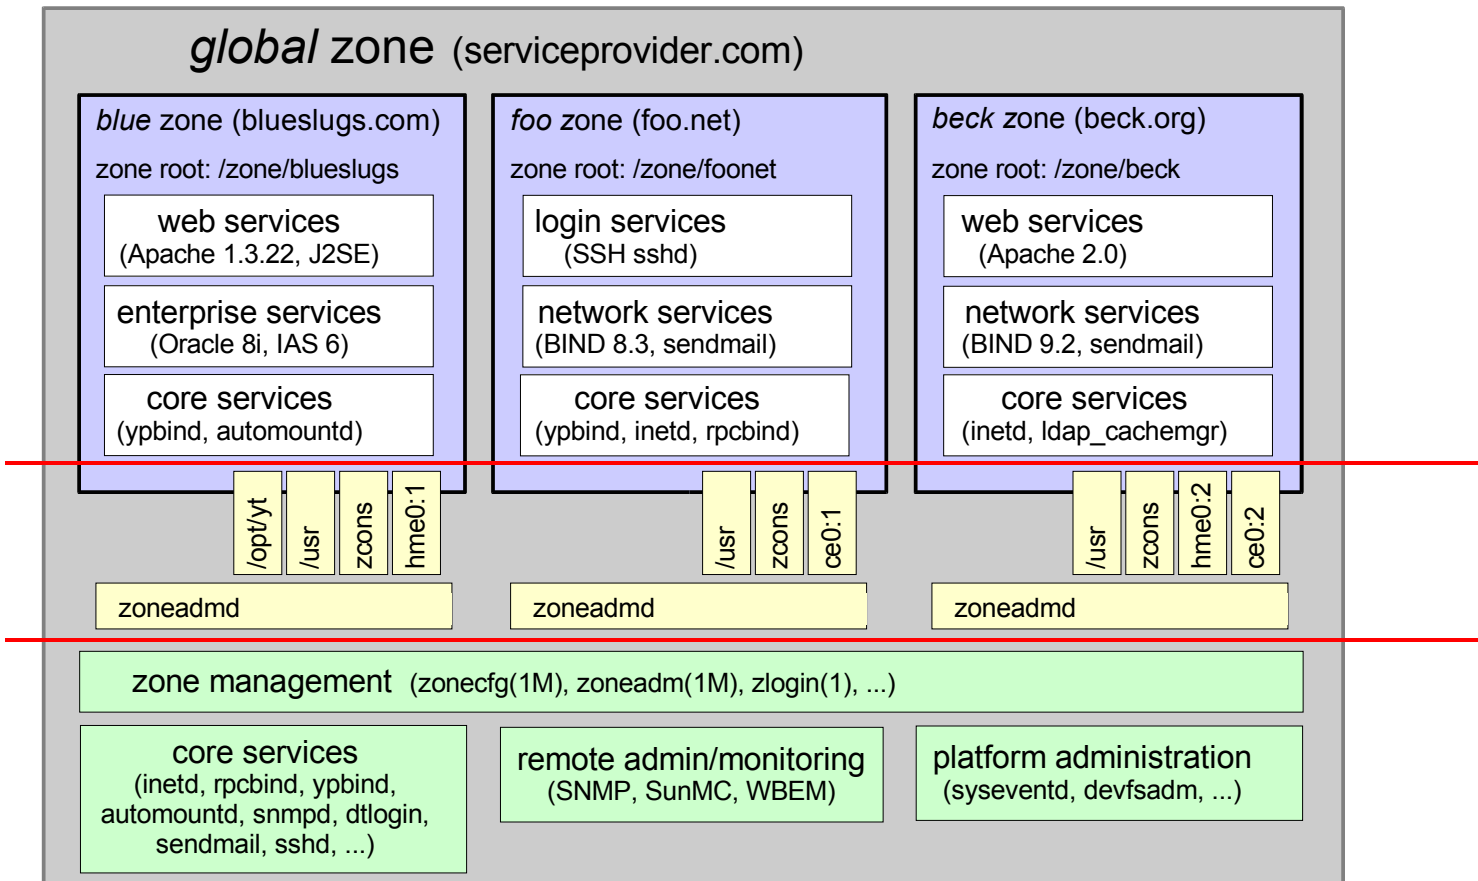 global zone (serviceprovider.com)
blue zone (blueslugs.com)
zone root: /zone/blueslugs
web services
(Apache 1.3.22, J2SE)
enterprise services
(Oracle 8i, IAS 6)
core services
(ypbind, automountd)
foo zone (foo.net)
zone root: /zone/foonet
login services
(SSH sshd)
network services
(BIND 8.3, sendmail)
core services
(ypbind, inetd, rpcbind)
beck zone (beck.org)
zone root: /zone/beck
web services
(Apache 2.0)
network services
(BIND 9.2, sendmail)
core services
(inetd, ldap_cachemgr)
/opt/yt
/usr
zcons
hme0:1
zoneadmd
/usr
zcons
ce0:1
zoneadmd
/usr
zcons
hme0:2
ce0:2
zoneadmd
zone management (zonecfg(1M), zoneadm(1M), zlogin(1), ...)
core services
(inetd, rpcbind, ypbind,
automountd, snmpd, dtlogin,
sendmail, sshd, ...)
remote admin/monitoring
(SNMP, SunMC, WBEM)
platform administration
(syseventd, devfsadm, ...)